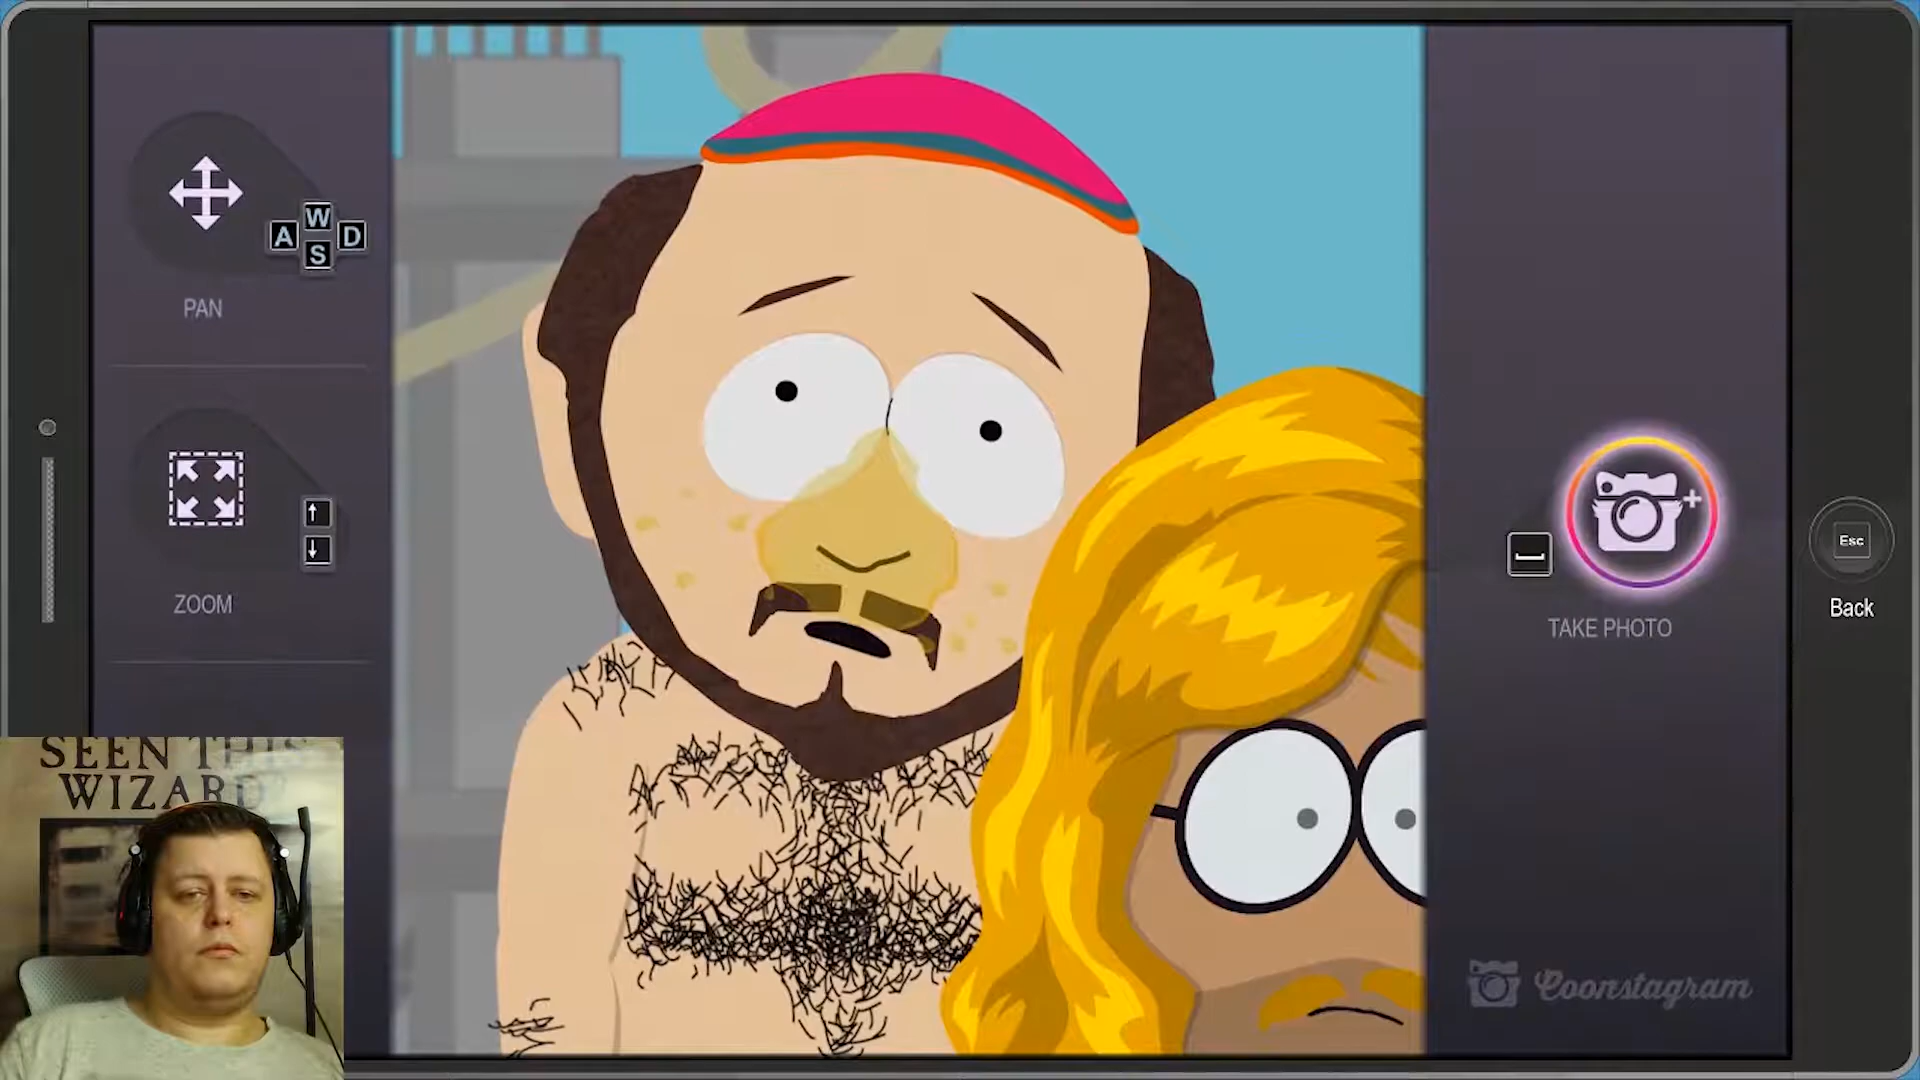 W
A
D
S
PAN
ZOOM
TAKE PHOTO
Esc
Back
Coonstagram
SEEN THIS
WIZARD